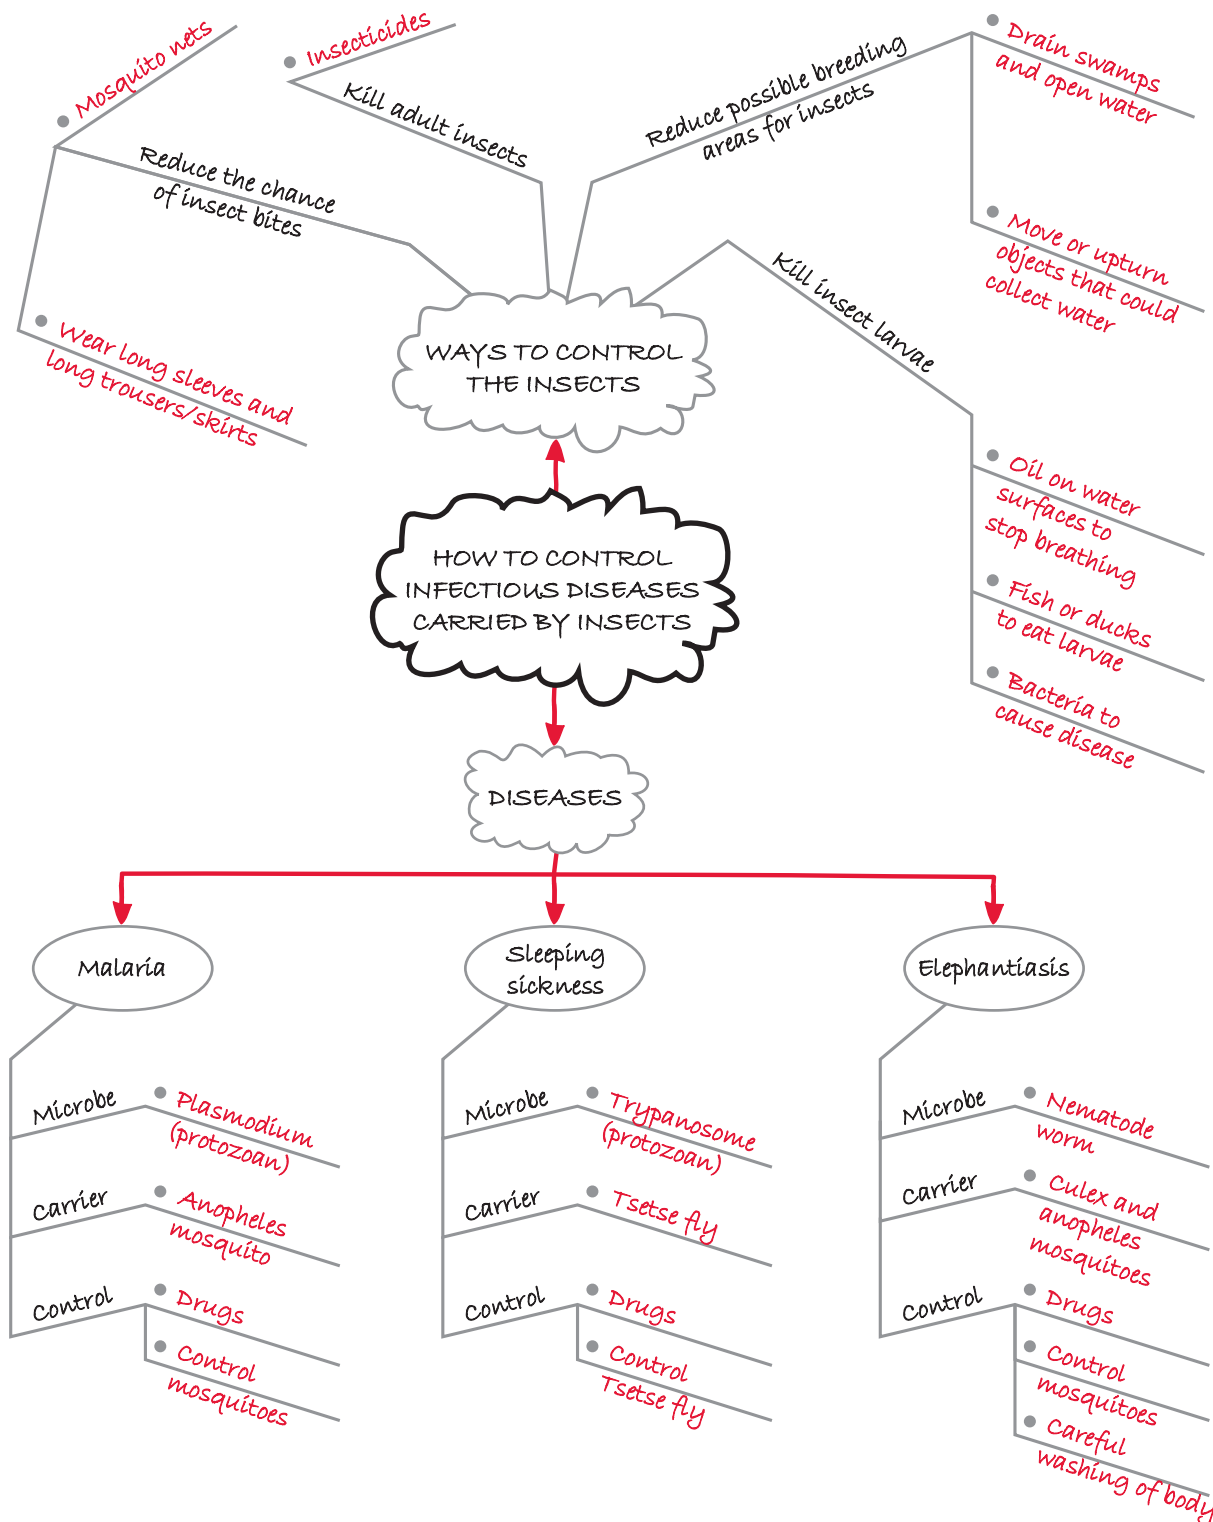 Mosquito nets
Insecticides
Kill adult insects
Reduce the chance
of insect bites
Wear long sleeves and
long trousers/skirts
Reduce possible breeding
areas for insects
Drain swamps
and open water
Move or upturn
objects that could
collect water
Kill insect larvae
Oil on water
surfaces to
stop breathing
Fish or ducks
to eat larvae
Bacteria to
cause disease
WAYS TO CONTROL
THE INSECTS
HOW TO CONTROL
INFECTIOUS DISEASES
CARRIED BY INSECTS
DISEASES
Malaria
Microbe
Plasmodium
(protozoan)
Carrier
Anopheles
mosquito
Control
Drugs
Control
mosquitoes
Sleeping
sickness
Microbe
Trypanosome
(protozoan)
Carrier
Tsetse fly
Control
Drugs
Control
Tsetse fly
Elephantiasis
Microbe
Nematode
worm
Carrier
Culex and
anopheles
mosquitoes
Control
Drugs
Control
mosquitoes
Careful
washing of body